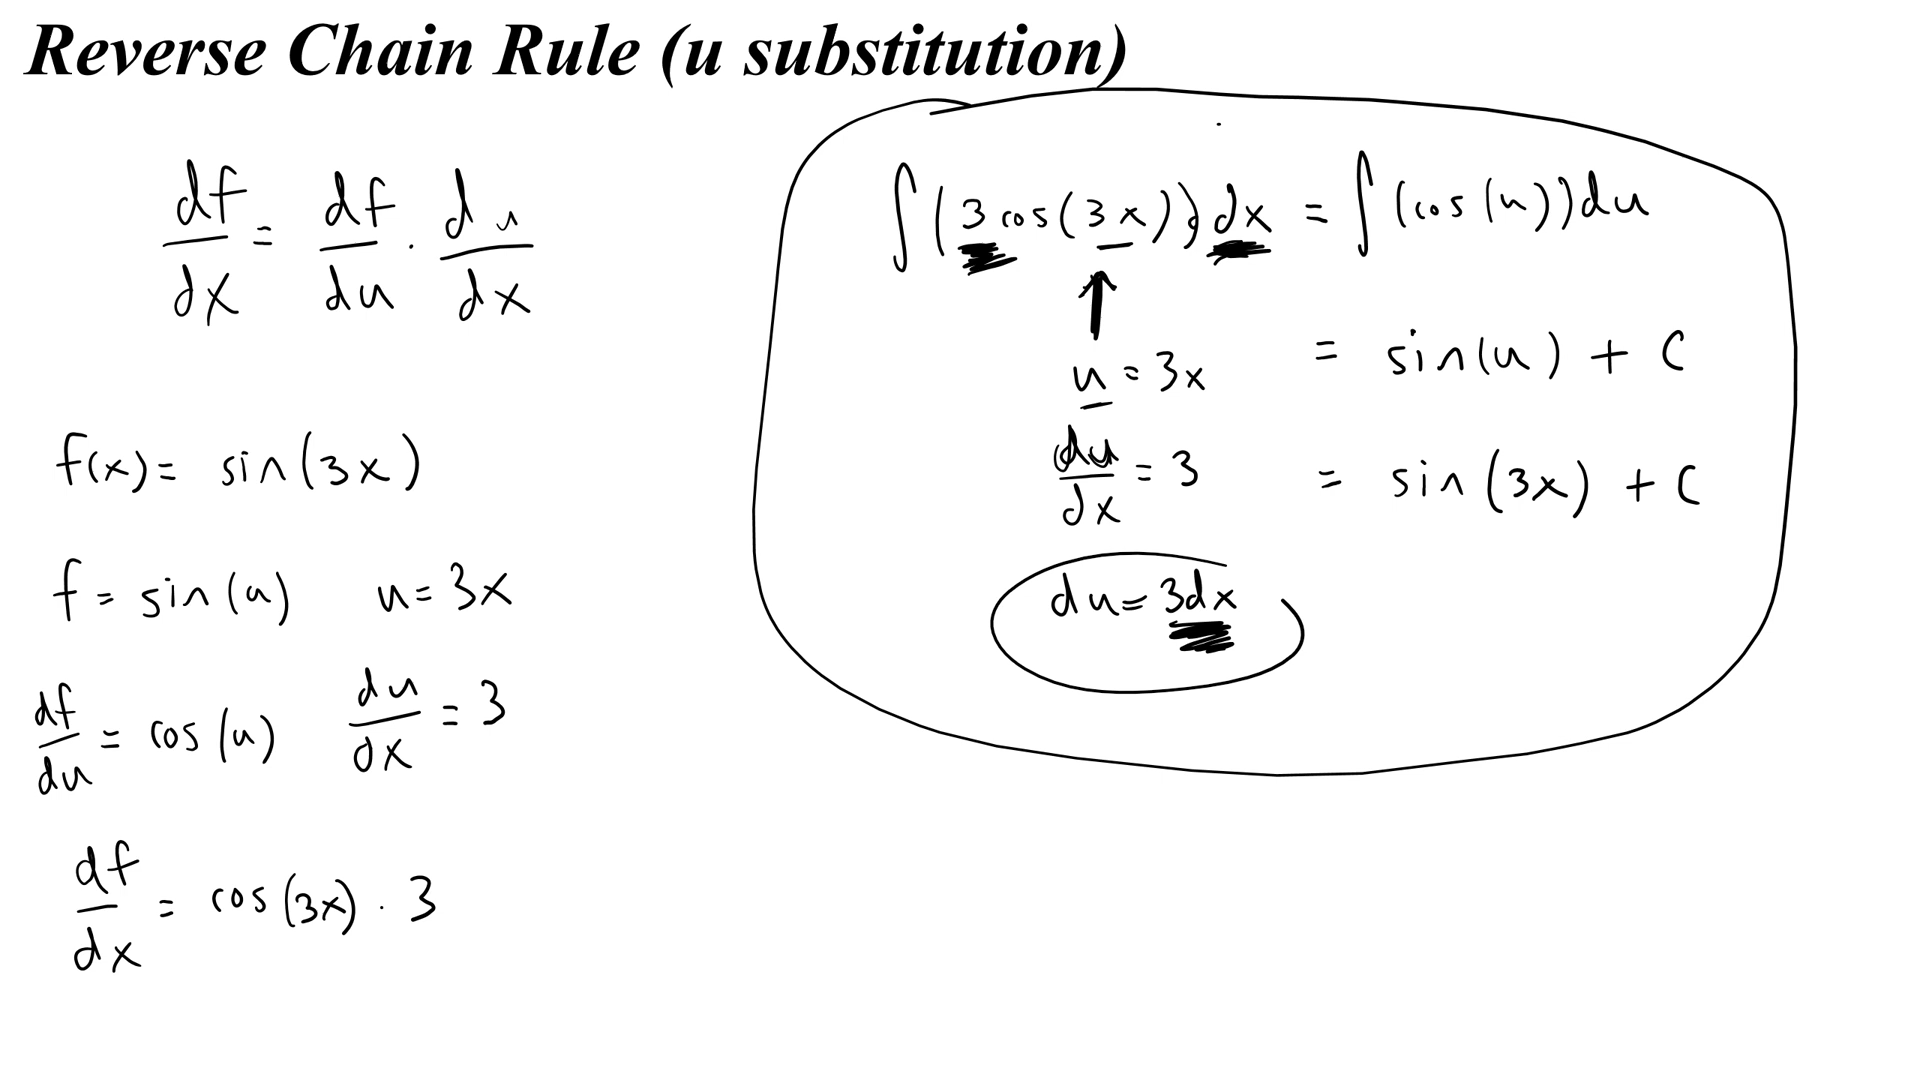 Reverse Chain Rule (u substitution)
df/dx = df/du · du/dx
f(x) = sin(3x)
f = sin(u) u = 3x
df/du = cos(u) du/dx = 3
df/dx = cos(3x) · 3
∫(3cos(3x))dx = ∫(cos(u))du
u = 3x
= sin(u) + C
du/dx = 3
= sin(3x) + C
du = 3dx